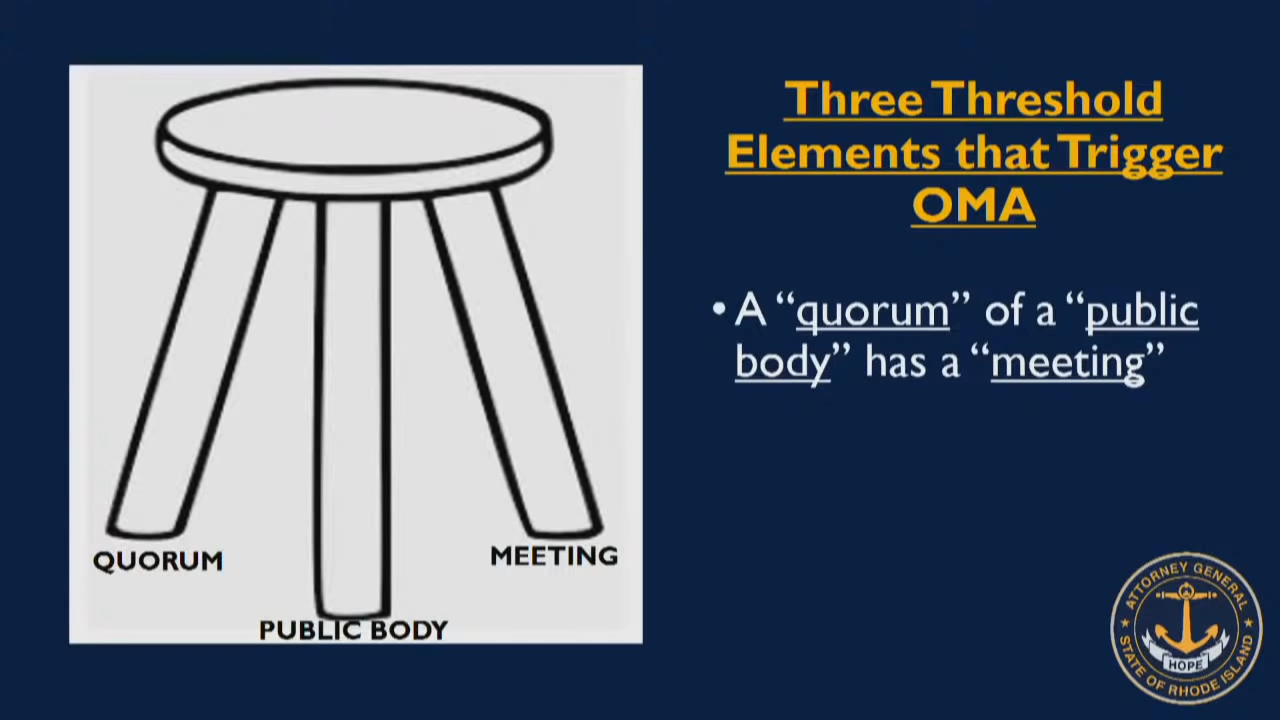 Three Threshold
Elements that Trigger
OMA
• A “quorum” of a “public
body” has a “meeting”
QUORUM
MEETING
PUBLIC BODY
ATTORNEY GENERAL
HOPE
STATE OF RHODE ISLAND